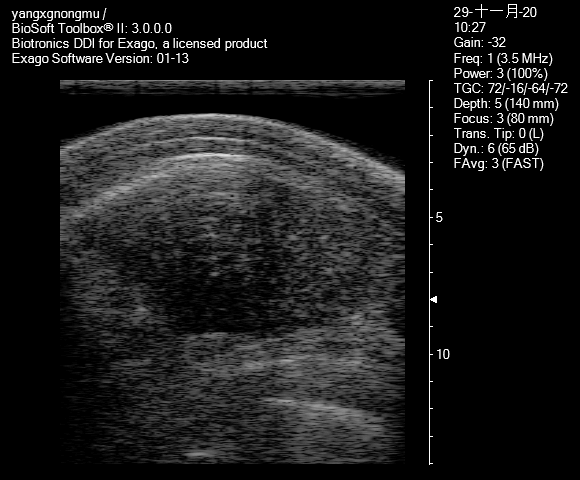 yangxgnongmu /
BioSoft Toolbox® II: 3.0.0.0
Biotronics DDI for Exago, a licensed product
Exago Software Version: 01-13
29-十一月-20
10:27
Gain: -32
Freq: 1 (3.5 MHz)
Power: 3 (100%)
TGC: 72/-16/-64/-72
Depth: 5 (140 mm)
Focus: 3 (80 mm)
Trans. Tip: 0 (L)
Dyn.: 6 (65 dB)
FAvg: 3 (FAST)
5
10